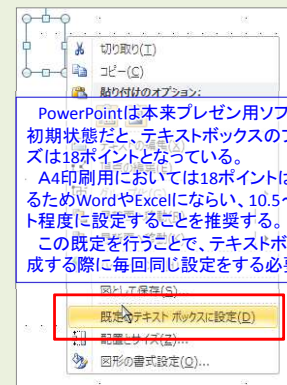 切り取り(T)
コピー(C)
貼り付けのオプション:
PowerPointは本来プレゼン用ソフ
初期状態だと、テキストボックスのフ
ズは18ポイントとなっている。
A4印刷用においては18ポイントは
るためWordやExcelにならい、10.5~
ト程度に設定することを推奨する。
この既定を行うことで、テキストボ
成する際に毎回同じ設定をする必要
図として保存(S)...
既定のテキスト ボックスに設定(D)
配置とサイズ(Z)...
図形の書式設定(O)...